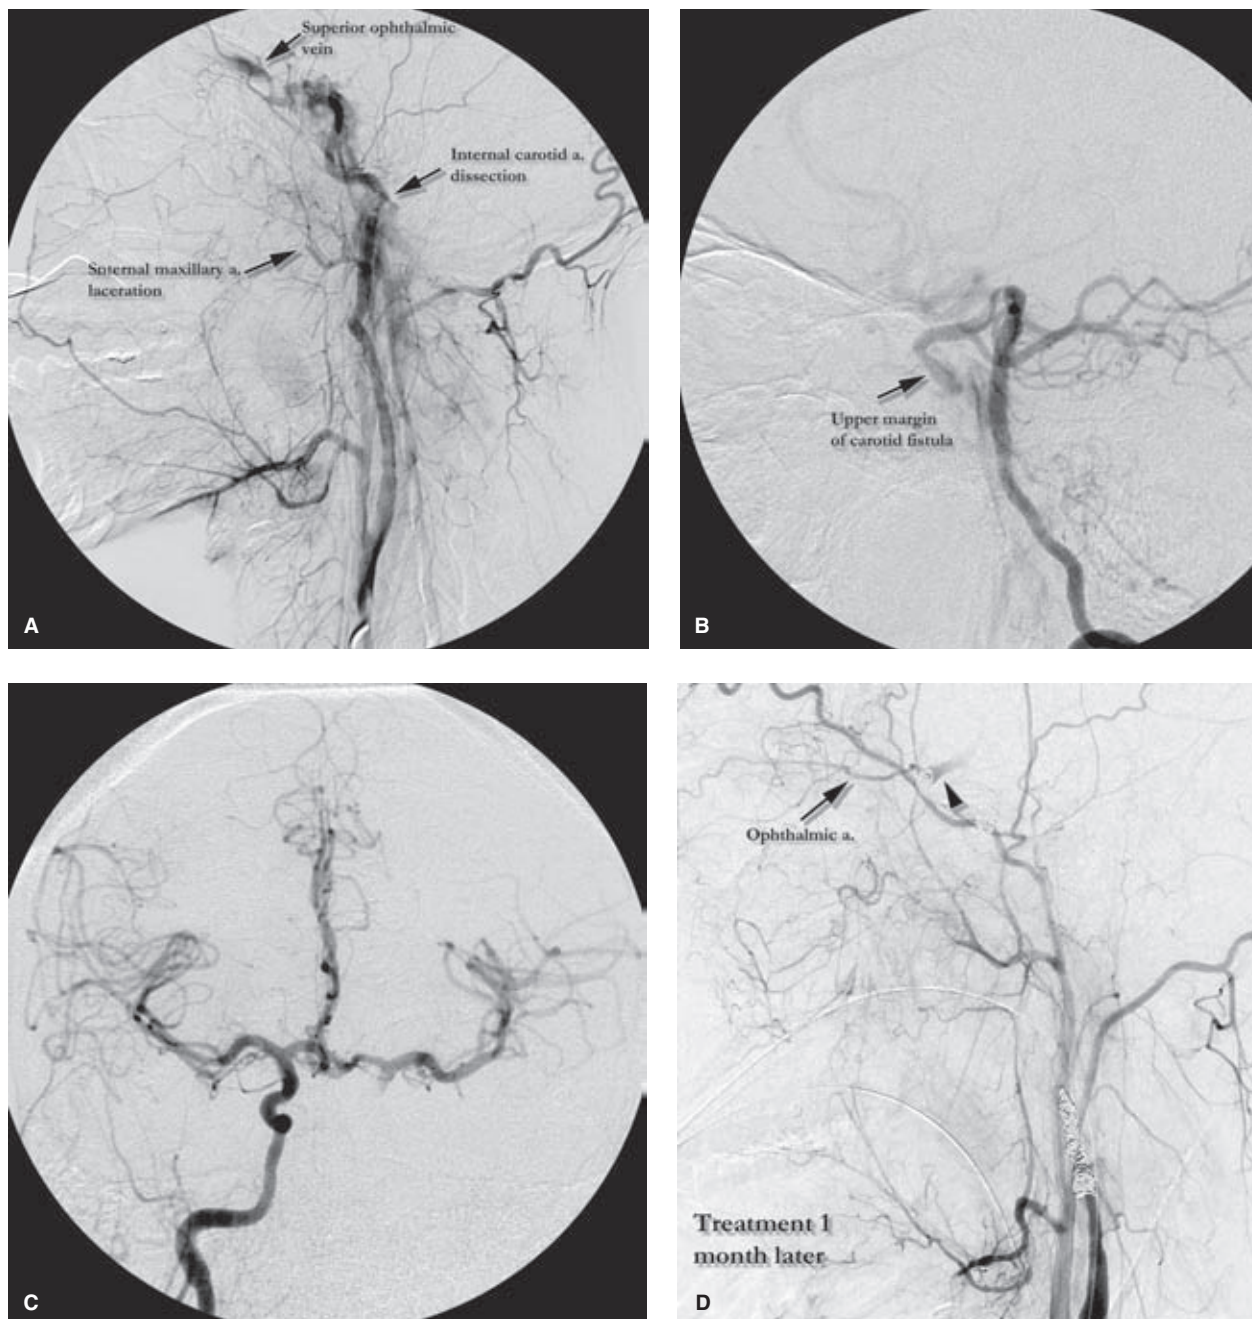 Superior ophthalmic
vein
Internal carotid a.
dissection
Snternal maxillary a.
laceration
A
Upper margin
of carotid fistula
B
C
Ophthalmic a.
Treatment 1
month later
D